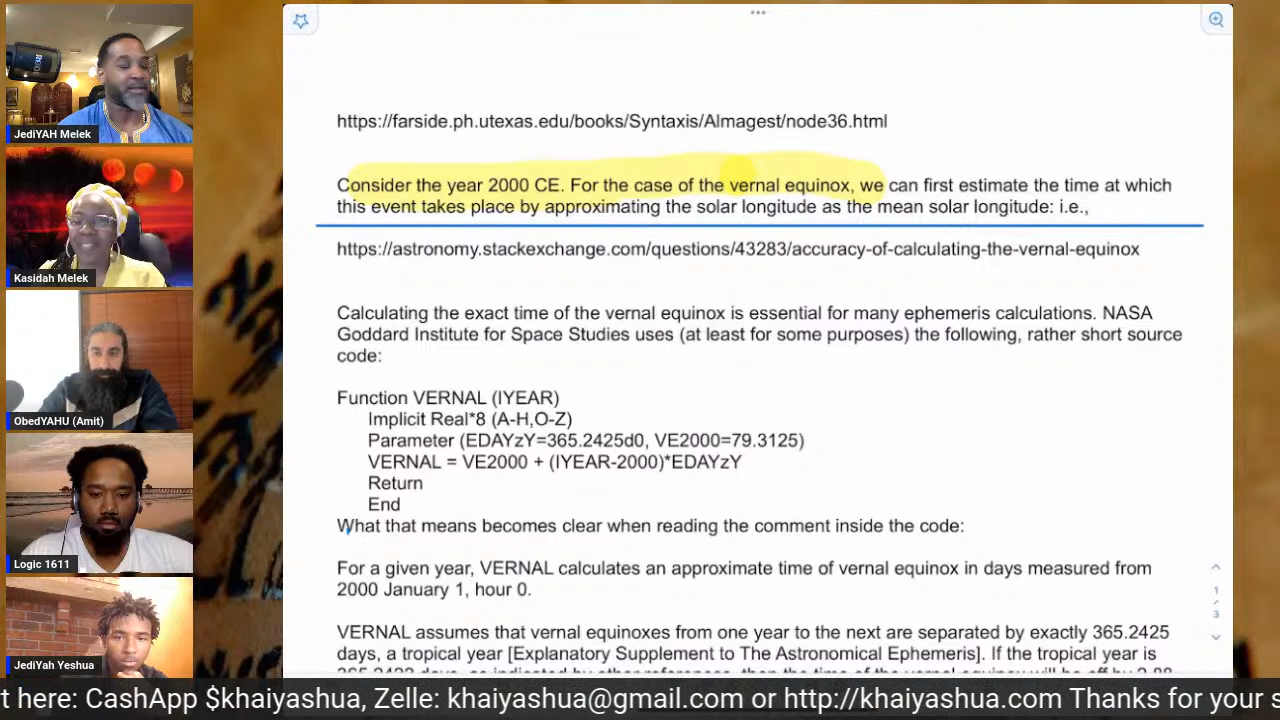 JediYAH Melek
Kasidah Melek
ObedYAHU (Amit)
Logic 1611
JediYah Yeshua
https://farside.ph.utexas.edu/books/Syntaxis/Almagest/node36.html
Consider the year 2000 CE. For the case of the vernal equinox, we can first estimate the time at which
this event takes place by approximating the solar longitude as the mean solar longitude: i.e.,
https://astronomy.stackexchange.com/questions/43283/accuracy-of-calculating-the-vernal-equinox
Calculating the exact time of the vernal equinox is essential for many ephemeris calculations. NASA
Goddard Institute for Space Studies uses (at least for some purposes) the following, rather short source
code:
Function VERNAL (IYEAR)
Implicit Real*8 (A-H,O-Z)
Parameter (EDAYzY=365.2425d0, VE2000=79.3125)
VERNAL = VE2000 + (IYEAR-2000)*EDAYzY
Return
End
What that means becomes clear when reading the comment inside the code:
For a given year, VERNAL calculates an approximate time of vernal equinox in days measured from
2000 January 1, hour 0.
VERNAL assumes that vernal equinoxes from one year to the next are separated by exactly 365.2425
days, a tropical year [Explanatory Supplement to The Astronomical Ephemeris]. If the tropical year is
1
/
3
t here: CashApp $khaiyashua, Zelle: khaiyashua@gmail.com or http://khaiyashua.com Thanks for your s